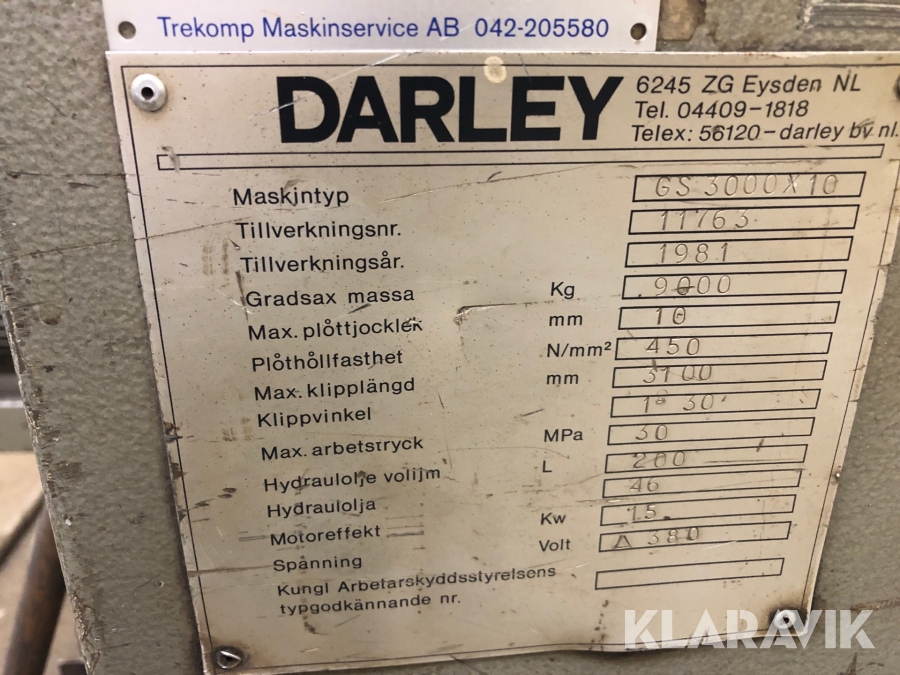 Trekomp Maskinservice AB 042-205580
DARLEY
6245 ZG Eysden NL
Tel. 04409-1818
Telex: 56120-darley bv nl.
Maskintyp GS 3000X10
Tillverkningsnr. 11763
Tillverkningsår. 1981
Gradsax massa Kg 9000
Max. plåttjocklek mm 10
Plåthållfasthet N/mm² 450
Max. klipplängd mm 3100
Klippvinkel 1° 30'
Max. arbetstryck MPa 30
Hydraulolje volijm L 200
Hydraulolja 46
Motoreffekt Kw 15
Spänning Volt Δ 380
Kungl Arbetarskyddsstyrelsens
typgodkännande nr.
KLARAVIK